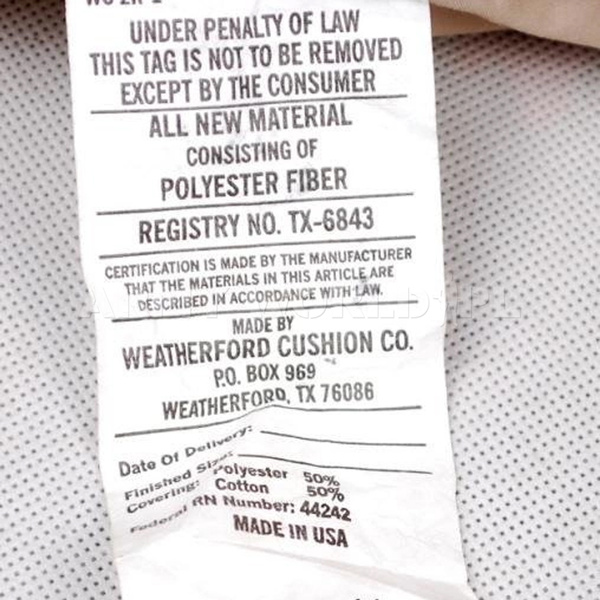 UNDER PENALTY OF LAW
THIS TAG IS NOT TO BE REMOVED
EXCEPT BY THE CONSUMER
ALL NEW MATERIAL
CONSISTING OF
POLYESTER FIBER
REGISTRY NO. TX-6843
CERTIFICATION IS MADE BY THE MANUFACTURER
THAT THE MATERIALS IN THIS ARTICLE ARE
DESCRIBED IN ACCORDANCE WITH LAW.
MADE BY
WEATHERFORD CUSHION CO.
P.O. BOX 969
WEATHERFORD, TX 76086
Date Of Delivery:
Finished Size:
Covering: Polyester 50%
Cotton 50%
Federal RN Number: 44242
MADE IN USA